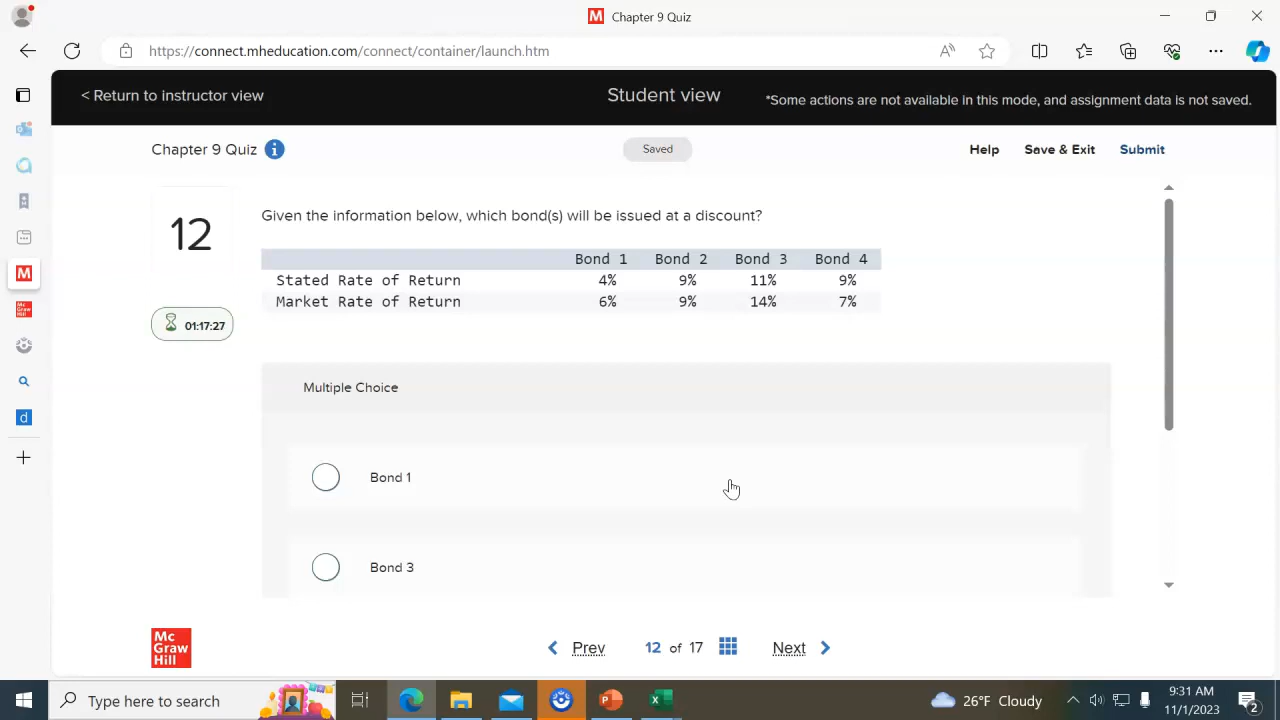 Chapter 9 Quiz
https://connect.mheducation.com/connect/container/launch.htm
< Return to instructor view
Student view
*Some actions are not available in this mode, and assignment data is not saved.
Chapter 9 Quiz
Saved
Help
Save & Exit
Submit
12
01:17:27
Given the information below, which bond(s) will be issued at a discount?
Bond 1 Bond 2 Bond 3 Bond 4
Stated Rate of Return 4% 9% 11% 9%
Market Rate of Return 6% 9% 14% 7%
Multiple Choice
Bond 1
Bond 3
Mc
Graw
Hill
Prev
12 of 17
Next
Type here to search
26°F Cloudy
9:31 AM
11/1/2023
2